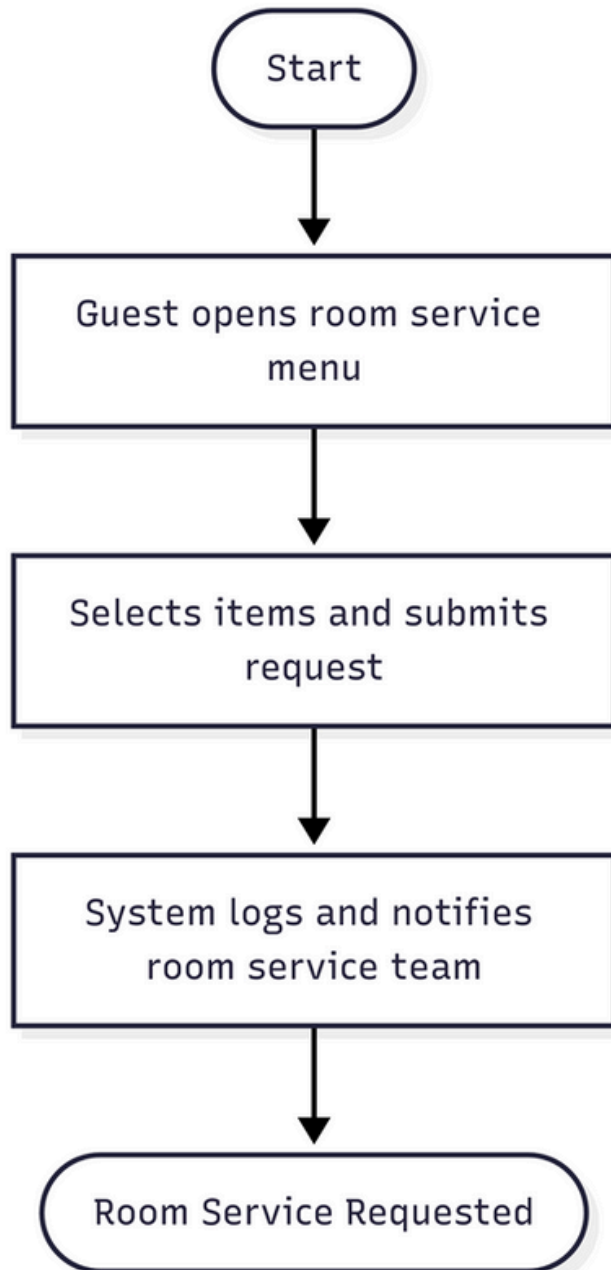 Start
Guest opens room service
menu
Selects items and submits
request
System logs and notifies
room service team
Room Service Requested